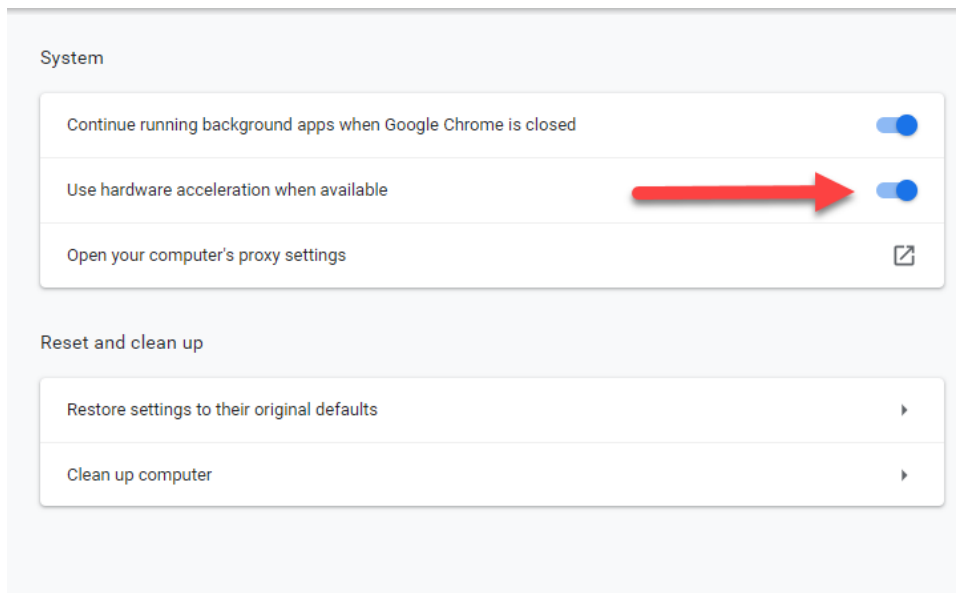 System
Continue running background apps when Google Chrome is closed
Use hardware acceleration when available
Open your computer's proxy settings
Reset and clean up
Restore settings to their original defaults
Clean up computer